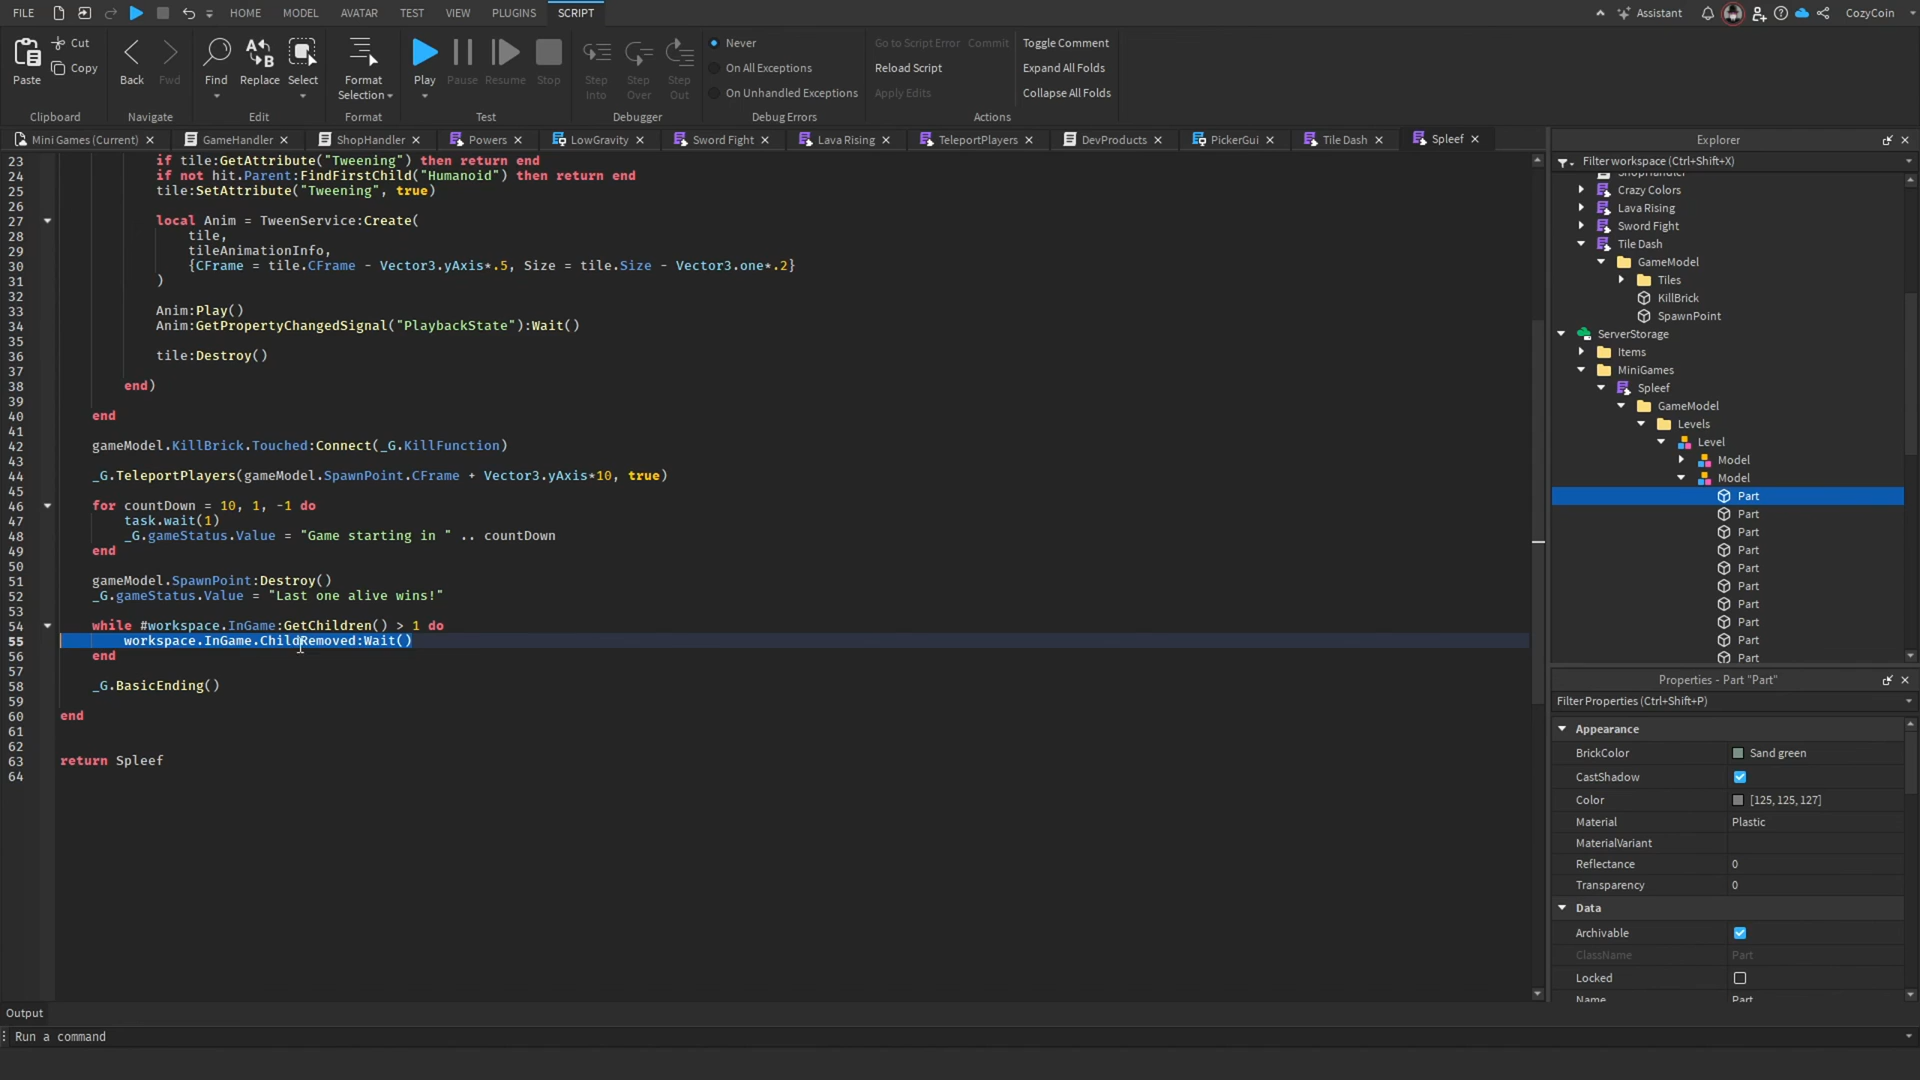 FILE HOME MODEL AVATAR TEST VIEW PLUGINS SCRIPT Assistant CozyCoin
Paste Cut Copy
Clipboard
Back Fwd
Navigate
Find Replace Select
Edit
Format Selection
Format
Play Pause Resume Stop
Test
Step Into Step Over Step Out
Debugger
Never
On All Exceptions
On Unhandled Exceptions
Debug Errors
Go to Script Error Commit
Reload Script
Apply Edits
Toggle Comment
Expand All Folds
Collapse All Folds
Actions
Mini Games (Current) GameHandler ShopHandler Powers LowGravity Sword Fight Lava Rising TeleportPlayers DevProducts PickerGui Tile Dash Spleef
23 if tile:GetAttribute("Tweening") then return end
24 if not hit.Parent:FindFirstChild("Humanoid") then return end
25 tile:SetAttribute("Tweening", true)
26
27 local Anim = TweenService:Create(
28 tile,
29 tileAnimationInfo,
30 {CFrame = tile.CFrame - Vector3.yAxis*.5, Size = tile.Size - Vector3.one*.2}
31 )
32
33 Anim:Play()
34 Anim:GetPropertyChangedSignal("PlaybackState"):Wait()
35
36 tile:Destroy()
37
38 end)
39
40 end
41
42 gameModel.KillBrick.Touched:Connect(_G.KillFunction)
43
44 _G.TeleportPlayers(gameModel.SpawnPoint.CFrame + Vector3.yAxis*10, true)
45
46 for countDown = 10, 1, -1 do
47 task.wait(1)
48 _G.gameStatus.Value = "Game starting in " .. countDown
49 end
50
51 gameModel.SpawnPoint:Destroy()
52 _G.gameStatus.Value = "Last one alive wins!"
53
54 while #workspace.InGame:GetChildren() > 1 do
55 workspace.InGame.ChildRemoved:Wait()
56 end
57
58 _G.BasicEnding()
59
60 end
61
62
63 return Spleef
64
Explorer
Filter workspace (Ctrl+Shift+X)
ShopHandler
Crazy Colors
Lava Rising
Sword Fight
Tile Dash
GameModel
Tiles
KillBrick
SpawnPoint
ServerStorage
Items
MiniGames
Spleef
GameModel
Levels
Level
Model
Model
Part
Part
Part
Part
Part
Part
Part
Part
Part
Part
Properties - Part "Part"
Filter Properties (Ctrl+Shift+P)
Appearance
BrickColor Sand green
CastShadow
Color [125, 125, 127]
Material Plastic
MaterialVariant
Reflectance 0
Transparency 0
Data
Archivable
ClassName Part
Locked
Name Part
Output
Run a command